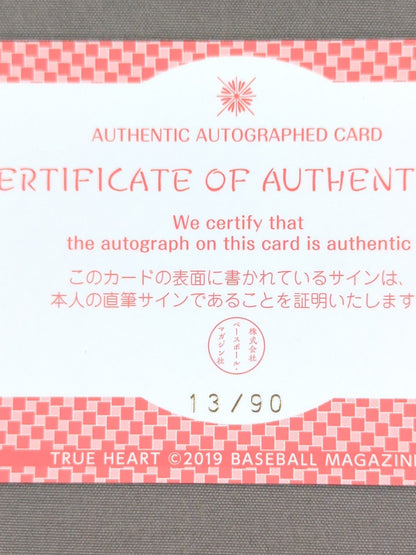 AUTHENTIC AUTOGRAPHED CARD
ERTIFICATE OF AUTHENT
We certify that
the autograph on this card is authentic
このカードの表面に書かれているサインは、
本人の直筆サインであることを証明いたします
株式会社
ベースボール・
マガジン社
13/90
TRUE HEART ©2019 BASEBALL MAGAZINE